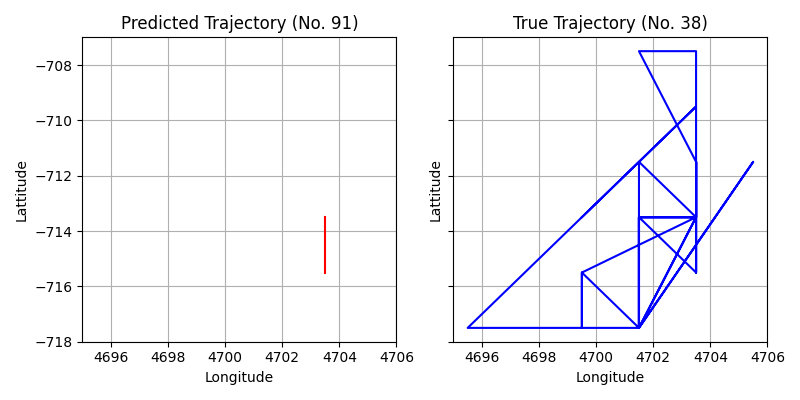 Predicted Trajectory (No. 91)
True Trajectory (No. 38)
−708
−710
−712
−714
−716
−718
Lattitude
Lattitude
4696 4698 4700 4702 4704 4706
4696 4698 4700 4702 4704 4706
Longitude
Longitude